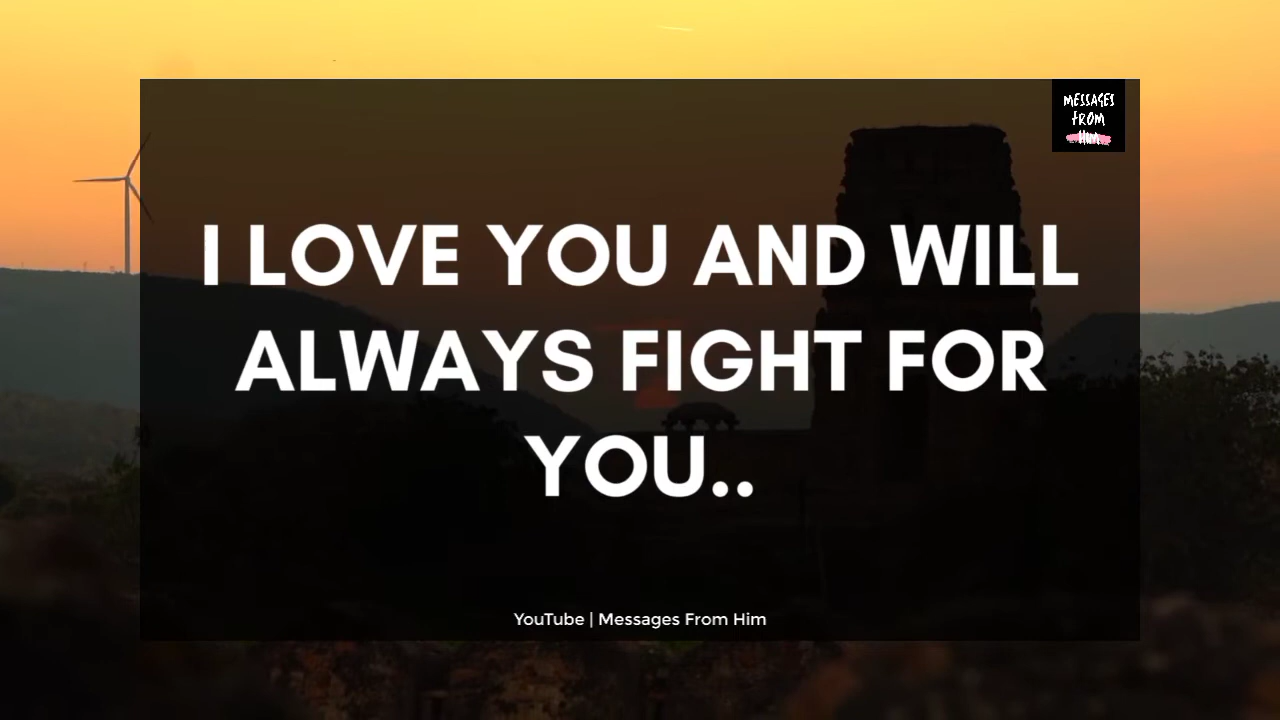 MESSAGES
FROM
HIM
I LOVE YOU AND WILL
ALWAYS FIGHT FOR
YOU..
YouTube | Messages From Him